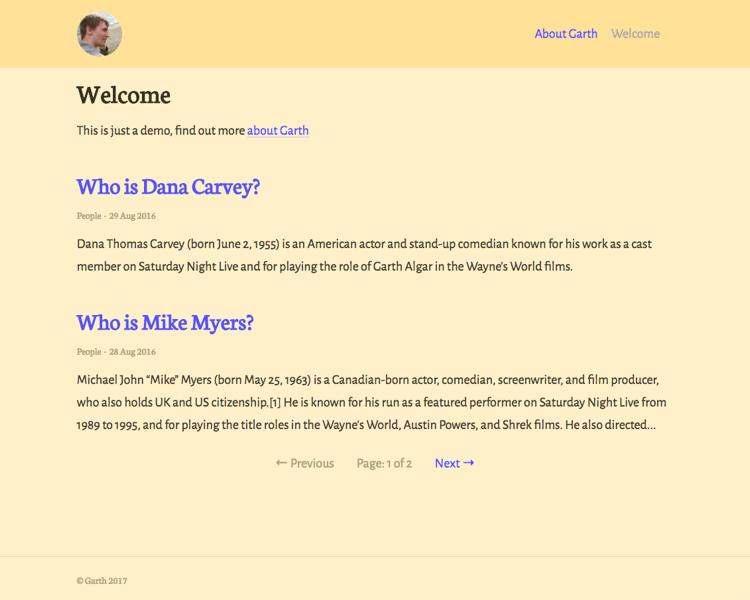 About Garth Welcome
Welcome
This is just a demo, find out more about Garth
Who is Dana Carvey?
People - 29 Aug 2016
Dana Thomas Carvey (born June 2, 1955) is an American actor and stand-up comedian known for his work as a cast
member on Saturday Night Live and for playing the role of Garth Algar in the Wayne's World films.
Who is Mike Myers?
People - 28 Aug 2016
Michael John “Mike” Myers (born May 25, 1963) is a Canadian-born actor, comedian, screenwriter, and film producer,
who also holds UK and US citizenship.[1] He is known for his run as a featured performer on Saturday Night Live from
1989 to 1995, and for playing the title roles in the Wayne's World, Austin Powers, and Shrek films. He also directed...
← Previous Page: 1 of 2 Next →
© Garth 2017